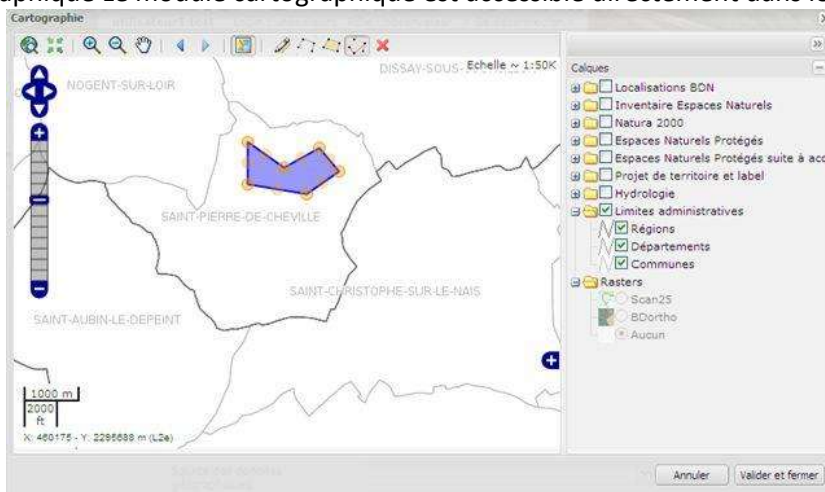 aphique Le module cartographique est accessible directement dans le
Cartographie
DISSAY-SOUS-
Echelle ~ 1:50K
NOGENT-SUR-LOIR
SAINT-PIERRE-DE-CHEVILLE
SAINT-CHRISTOPHE-SUR-LE-NAIS
SAINT-AUBIN-LE-DEPEINT
1000 m
2000
ft
X: 460175 - Y: 2295688 m (L2e)
Calques
Localisations BDN
Inventaire Espaces Naturels
Natura 2000
Espaces Naturels Protégés
Espaces Naturels Protégés suite à acc
Projet de territoire et label
Hydrologie
Limites administratives
Régions
Départements
Communes
Rasters
Scan25
BDortho
Aucun
Annuler
Valider et fermer